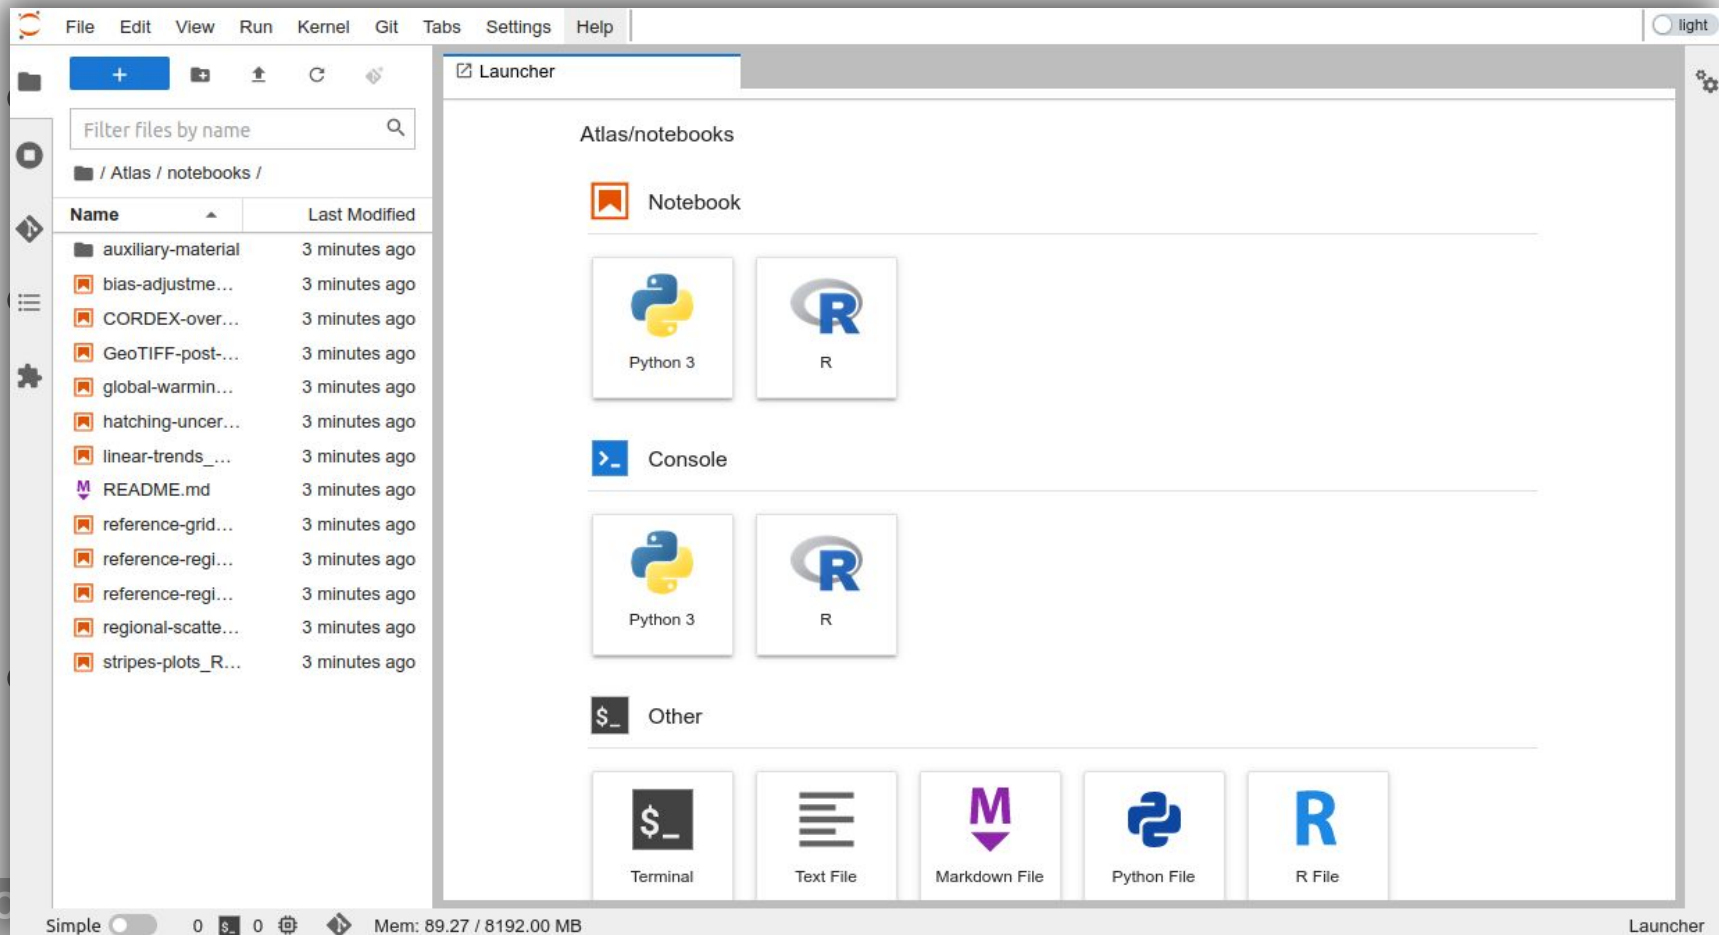 File Edit View Run Kernel Git Tabs Settings Help light
+
Launcher
Filter files by name
/ Atlas / notebooks /
Name Last Modified
auxiliary-material 3 minutes ago
bias-adjustme... 3 minutes ago
CORDEX-over... 3 minutes ago
GeoTIFF-post-... 3 minutes ago
global-warmin... 3 minutes ago
hatching-uncer... 3 minutes ago
linear-trends_... 3 minutes ago
README.md 3 minutes ago
reference-grid... 3 minutes ago
reference-regi... 3 minutes ago
reference-regi... 3 minutes ago
regional-scatte... 3 minutes ago
stripes-plots_R... 3 minutes ago
Atlas/notebooks
Notebook
Python 3 R
Console
Python 3 R
$_ Other
$_ M R
Terminal Text File Markdown File Python File R File
Simple 0 $_ 0 Mem: 89.27 / 8192.00 MB Launcher